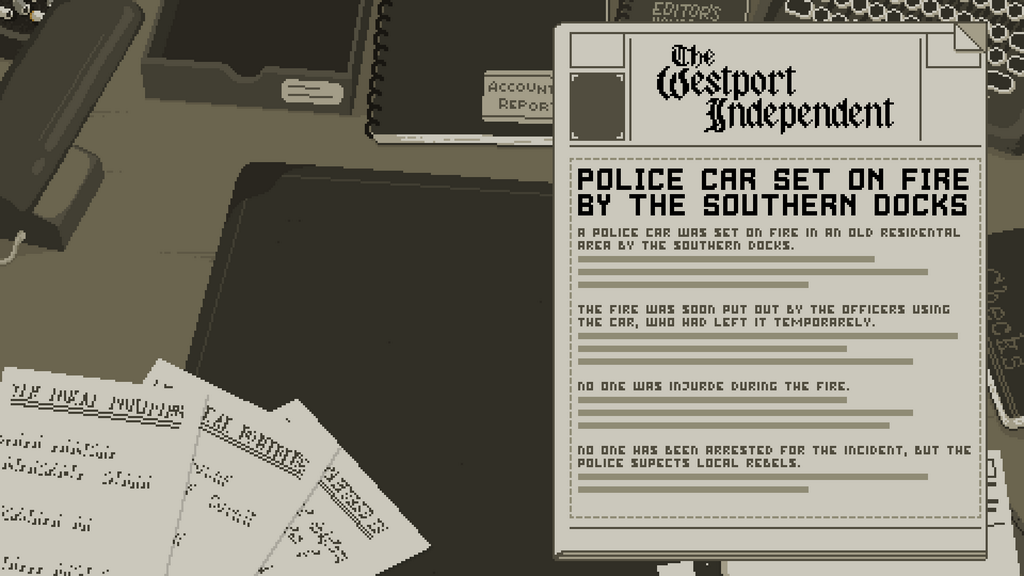 EDITOR'S
ACCOUNT
REPOR
The
Westport
Independent
POLICE CAR SET ON FIRE
BY THE SOUTHERN DOCKS
A POLICE CAR WAS SET ON FIRE IN AN OLD RESIDENTAL
AREA BY THE SOUTHERN DOCKS.
THE FIRE WAS SOON PUT OUT BY THE OFFICERS USING
THE CAR, WHO HAD LEFT IT TEMPORARELY.
NO ONE WAS INJURDE DURING THE FIRE.
NO ONE HAS BEEN ARRESTED FOR THE INCIDENT, BUT THE
POLICE SUPECTS LOCAL REBELS.
Checks